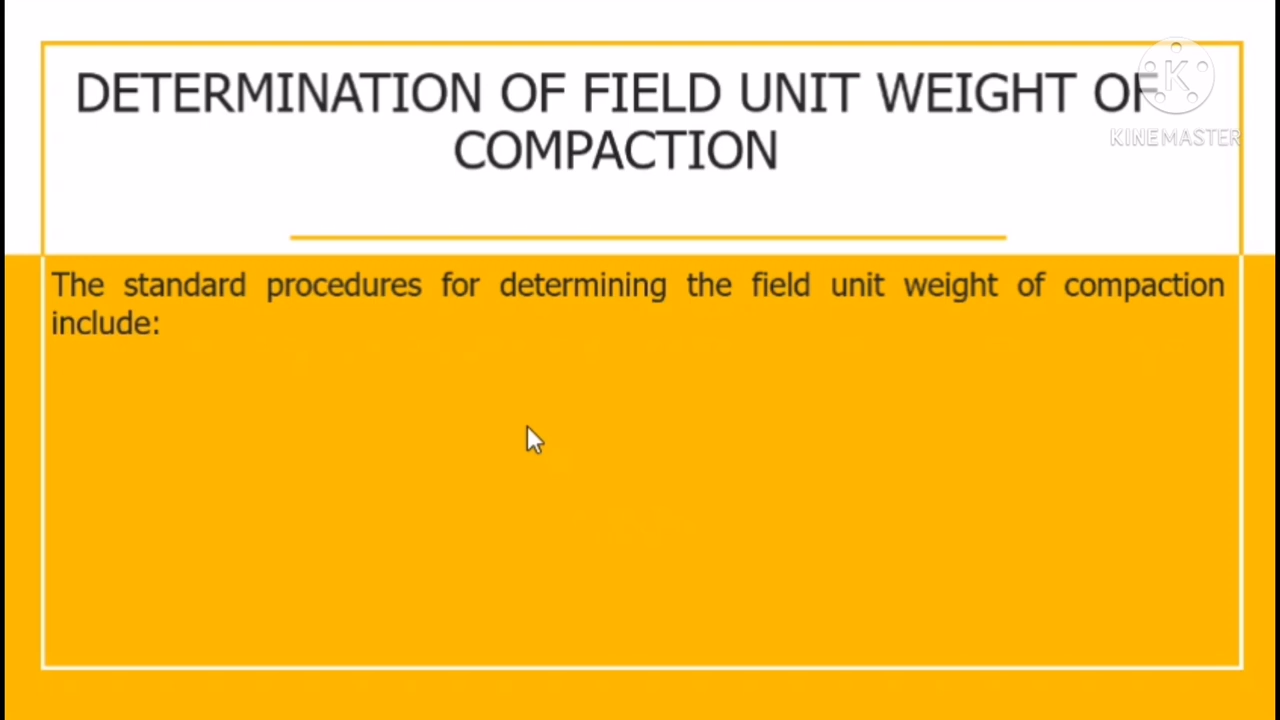 DETERMINATION OF FIELD UNIT WEIGHT OF
COMPACTION
K
KINEMASTER
The standard procedures for determining the field unit weight of compaction
include: